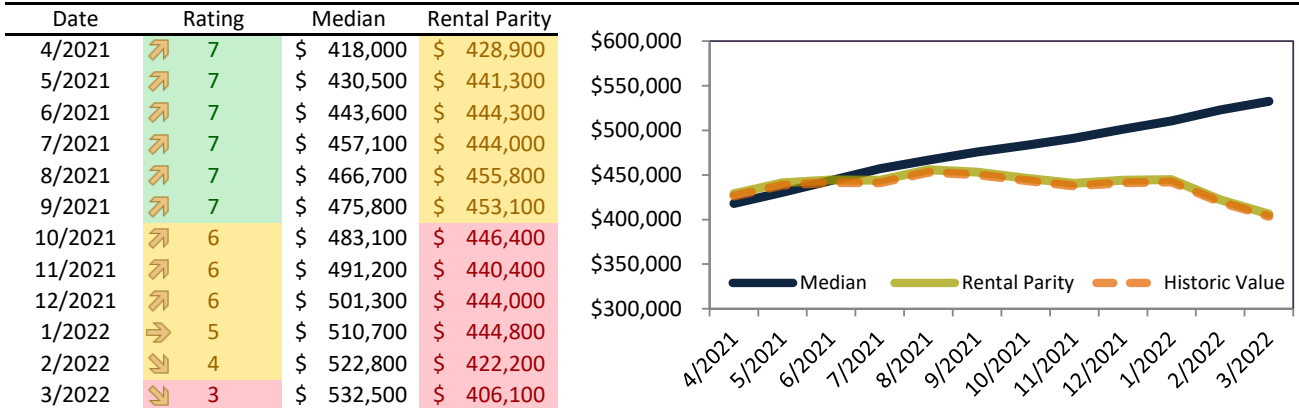 Date Rating Median Rental Parity
4/2021 7 $ 418,000 $ 428,900
5/2021 7 $ 430,500 $ 441,300
6/2021 7 $ 443,600 $ 444,300
7/2021 7 $ 457,100 $ 444,000
8/2021 7 $ 466,700 $ 455,800
9/2021 7 $ 475,800 $ 453,100
10/2021 6 $ 483,100 $ 446,400
11/2021 6 $ 491,200 $ 440,400
12/2021 6 $ 501,300 $ 444,000
1/2022 5 $ 510,700 $ 444,800
2/2022 4 $ 522,800 $ 422,200
3/2022 3 $ 532,500 $ 406,100
$600,000
$550,000
$500,000
$450,000
$400,000
$350,000
$300,000
Median Rental Parity Historic Value
4/2021 5/2021 6/2021 7/2021 8/2021 9/2021 10/2021 11/2021 12/2021 1/2022 2/2022 3/2022